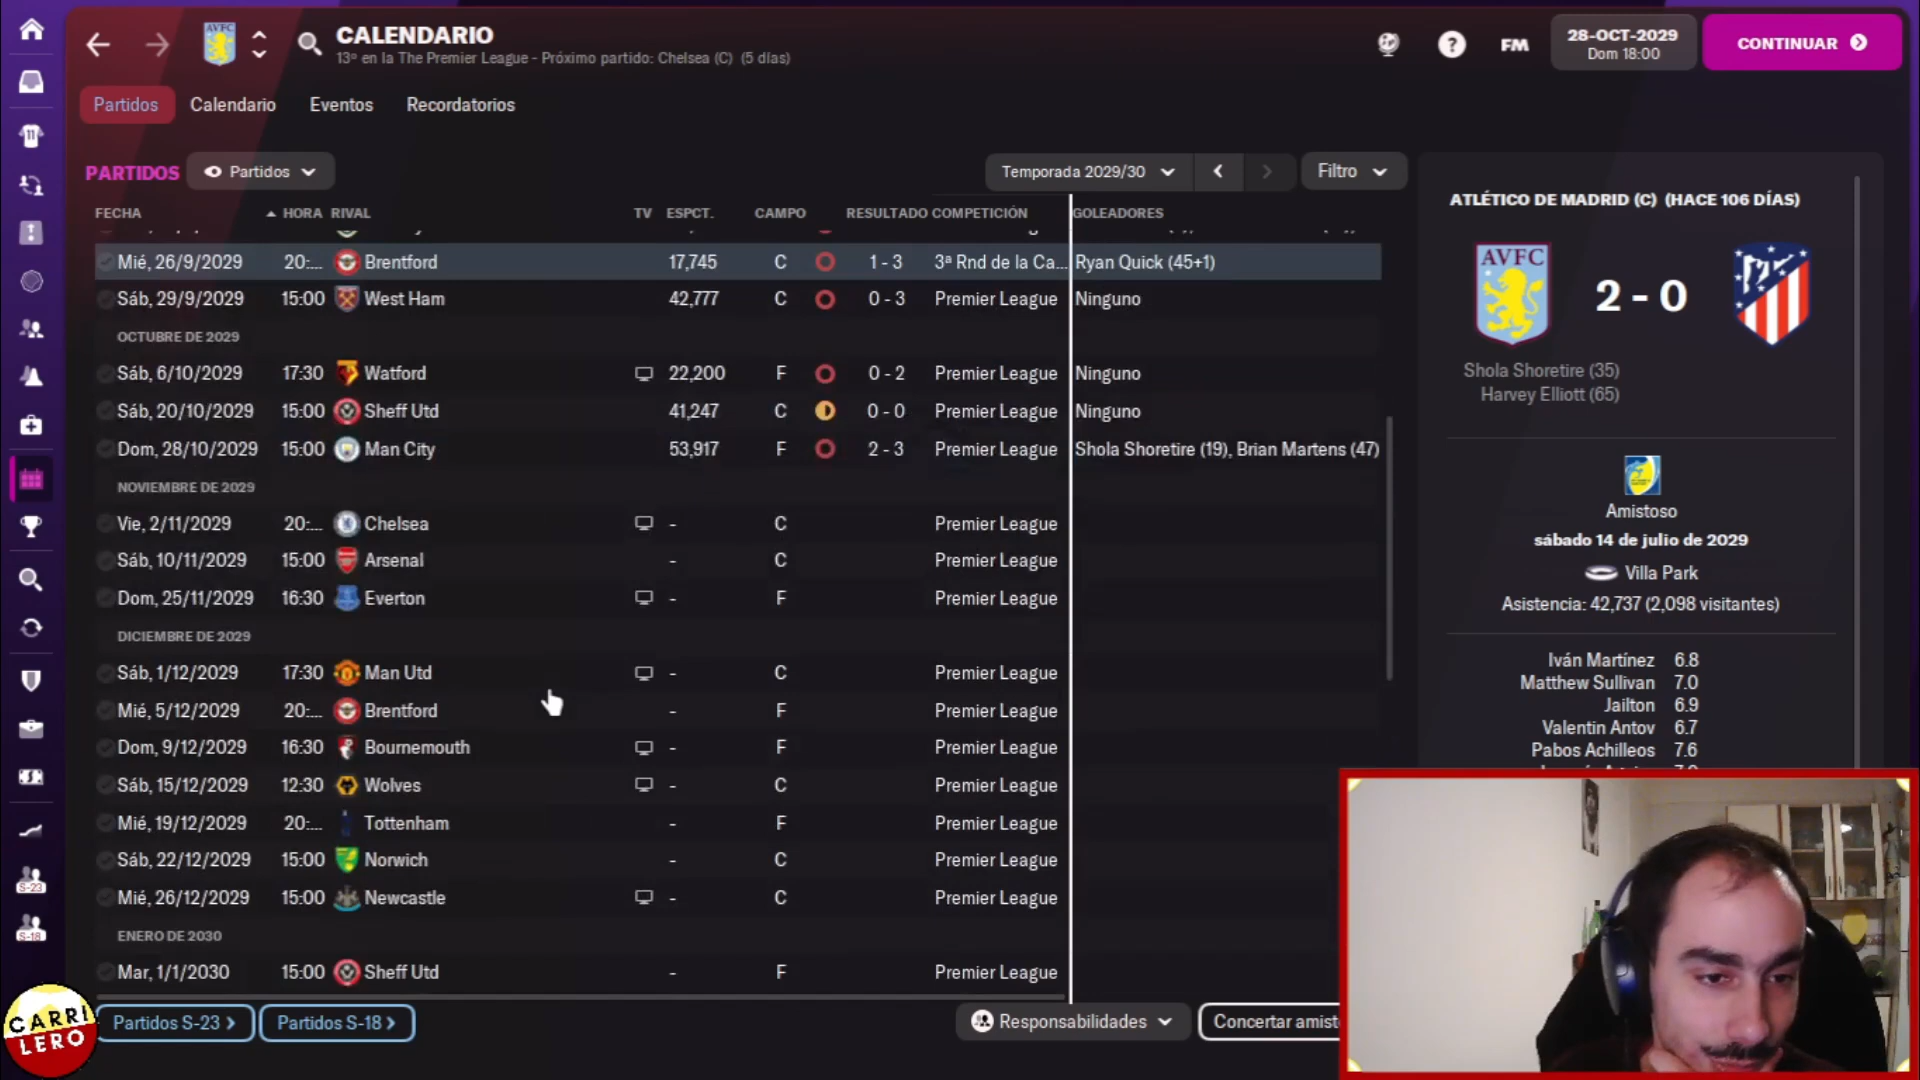 AVFC
CALENDARIO
13º en la The Premier League - Próximo partido: Chelsea (C) (5 días)
FM
28-OCT-2029
Dom 18:00
CONTINUAR
Partidos Calendario Eventos Recordatorios
PARTIDOS Partidos Temporada 2029/30 Filtro
FECHA HORA RIVAL TV ESPCT. CAMPO RESULTADO COMPETICIÓN GOLEADORES
Mié, 26/9/2029 20:... Brentford 17,745 C 1 - 3 3ª Rnd de la Ca... Ryan Quick (45+1)
Sáb, 29/9/2029 15:00 West Ham 42,777 C 0 - 3 Premier League Ninguno
OCTUBRE DE 2029
Sáb, 6/10/2029 17:30 Watford 22,200 F 0 - 2 Premier League Ninguno
Sáb, 20/10/2029 15:00 Sheff Utd 41,247 C 0 - 0 Premier League Ninguno
Dom, 28/10/2029 15:00 Man City 53,917 F 2 - 3 Premier League Shola Shoretire (19), Brian Martens (47)
NOVIEMBRE DE 2029
Vie, 2/11/2029 20:... Chelsea - C Premier League
Sáb, 10/11/2029 15:00 Arsenal - C Premier League
Dom, 25/11/2029 16:30 Everton - F Premier League
DICIEMBRE DE 2029
Sáb, 1/12/2029 17:30 Man Utd - C Premier League
Mié, 5/12/2029 20:... Brentford - F Premier League
Dom, 9/12/2029 16:30 Bournemouth - F Premier League
Sáb, 15/12/2029 12:30 Wolves - C Premier League
Mié, 19/12/2029 20:... Tottenham - F Premier League
Sáb, 22/12/2029 15:00 Norwich - C Premier League
Mié, 26/12/2029 15:00 Newcastle - C Premier League
ENERO DE 2030
Mar, 1/1/2030 15:00 Sheff Utd - F Premier League
Partidos S-23 Partidos S-18 Responsabilidades Concertar amist
ATLÉTICO DE MADRID (C) (HACE 106 DÍAS)
AVFC
2 - 0
Shola Shoretire (35)
Harvey Elliott (65)
Amistoso
sábado 14 de julio de 2029
Villa Park
Asistencia: 42,737 (2,098 visitantes)
Iván Martínez 6.8
Matthew Sullivan 7.0
Jailton 6.9
Valentin Antov 6.7
Pabos Achilleos 7.6
11
S-23
S-18
CARRI
LERO